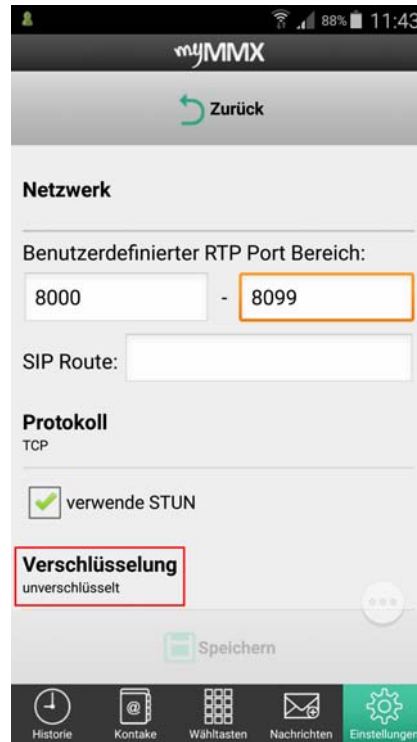 88% 11:43
myMMX
Zurück
Netzwerk
Benutzerdefinierter RTP Port Bereich:
8000 - 8099
SIP Route:
Protokoll
TCP
verwende STUN
Verschlüsselung
unverschlüsselt
Speichern
Historie Kontake Wähltasten Nachrichten Einstellungen